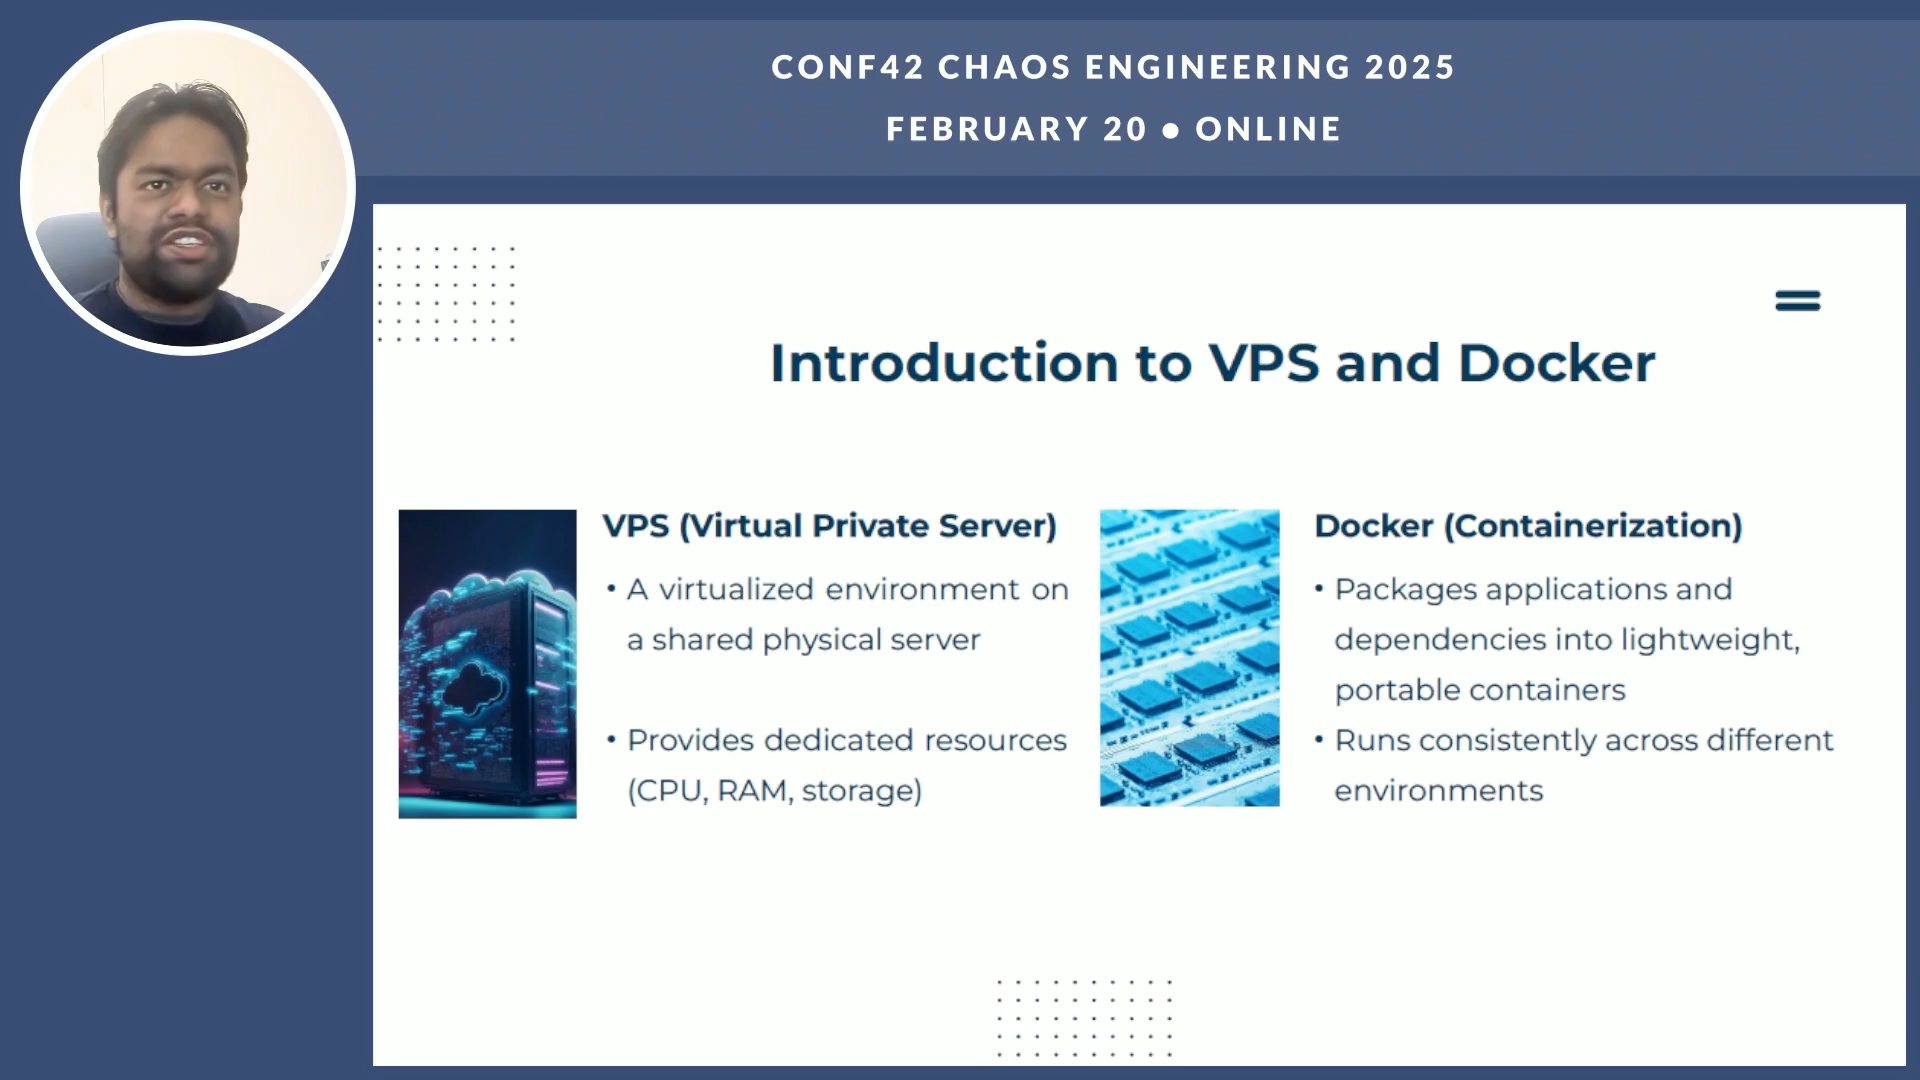 CONF42 CHAOS ENGINEERING 2025
FEBRUARY 20 ● ONLINE
Introduction to VPS and Docker
VPS (Virtual Private Server)
• A virtualized environment on
a shared physical server
• Provides dedicated resources
(CPU, RAM, storage)
Docker (Containerization)
• Packages applications and
dependencies into lightweight,
portable containers
• Runs consistently across different
environments